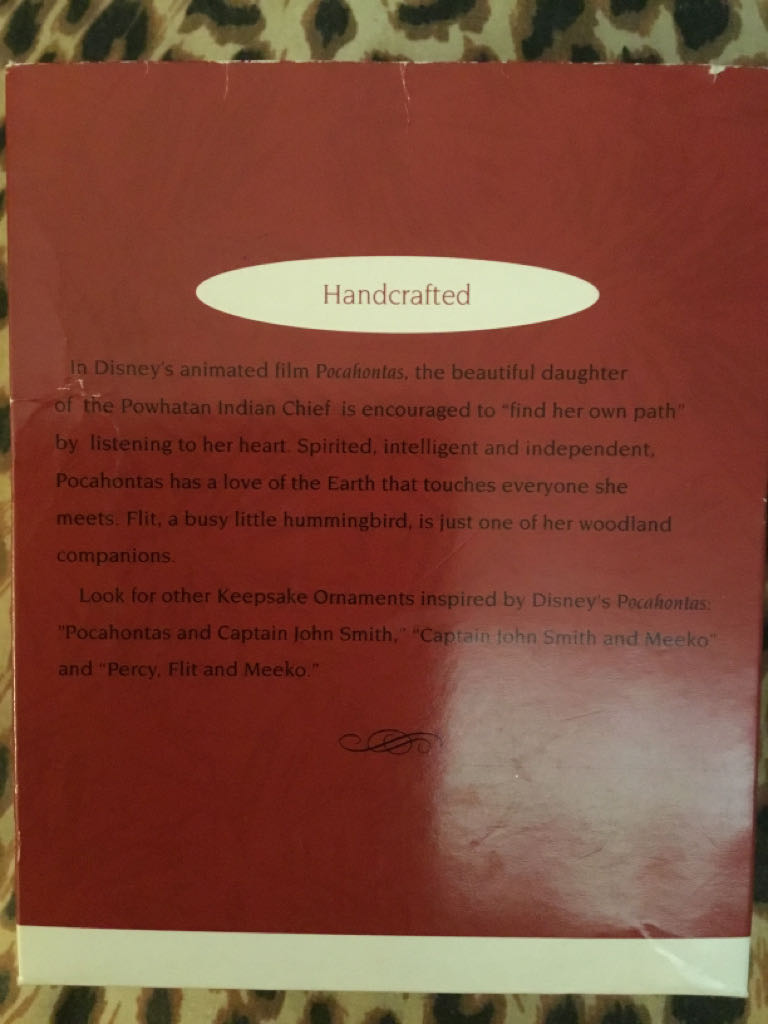 Handcrafted
In Disney's animated film Pocahontas, the beautiful daughter
of the Powhatan Indian Chief is encouraged to "find her own path"
by listening to her heart. Spirited, intelligent and independent,
Pocahontas has a love of the Earth that touches everyone she
meets. Flit, a busy little hummingbird, is just one of her woodland
companions.
Look for other Keepsake Ornaments inspired by Disney's Pocahontas:
"Pocahontas and Captain John Smith," "Captain John Smith and Meeko"
and "Percy, Flit and Meeko."